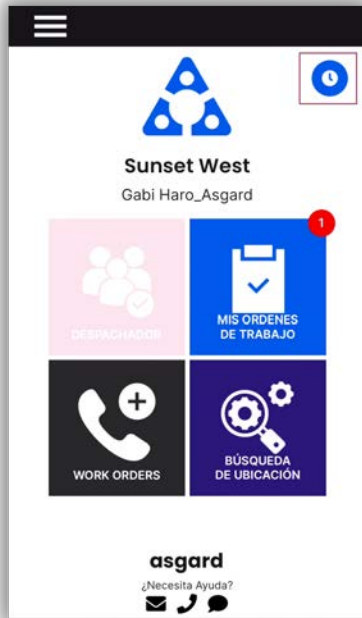 Sunset West
Gabi Haro_Asgard
1
DESPACHADOR
MIS ORDENES
DE TRABAJO
WORK ORDERS
BÚSQUEDA
DE UBICACIÓN
asgard
¿Necesita Ayuda?